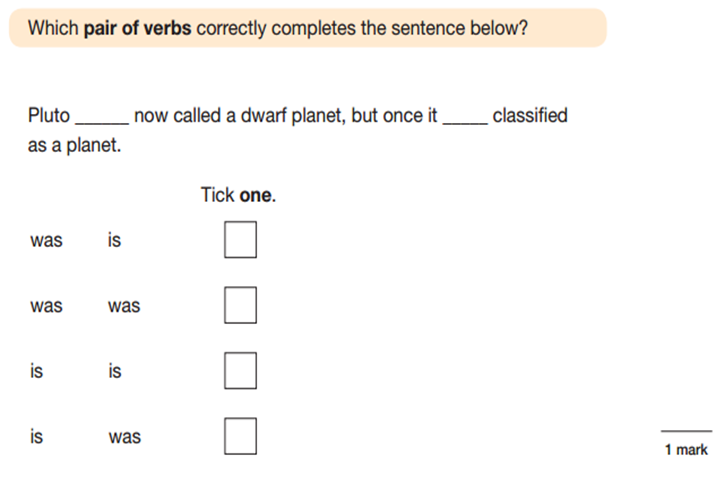 Which pair of verbs correctly completes the sentence below?
Pluto ______ now called a dwarf planet, but once it _____ classified
as a planet.
Tick one.
was is
was was
is is
is was
1 mark